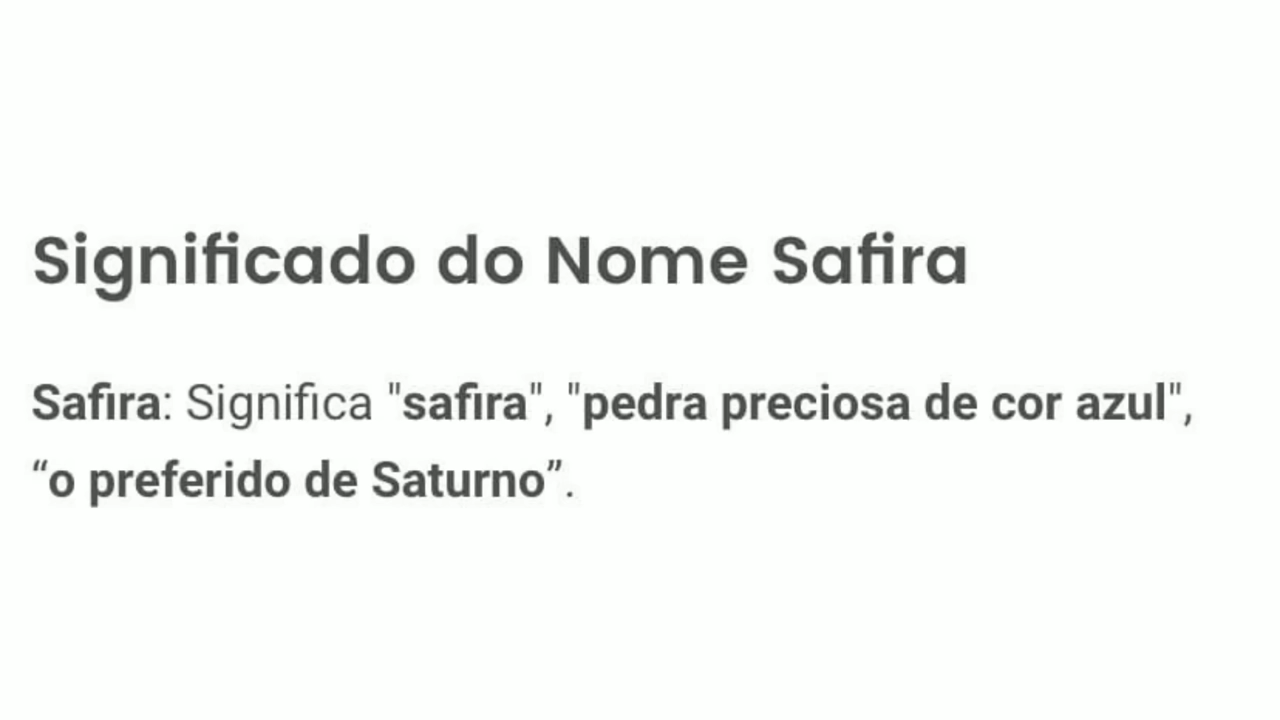 Significado do Nome Safira
Safira: Significa "safira", "pedra preciosa de cor azul",
“o preferido de Saturno”.